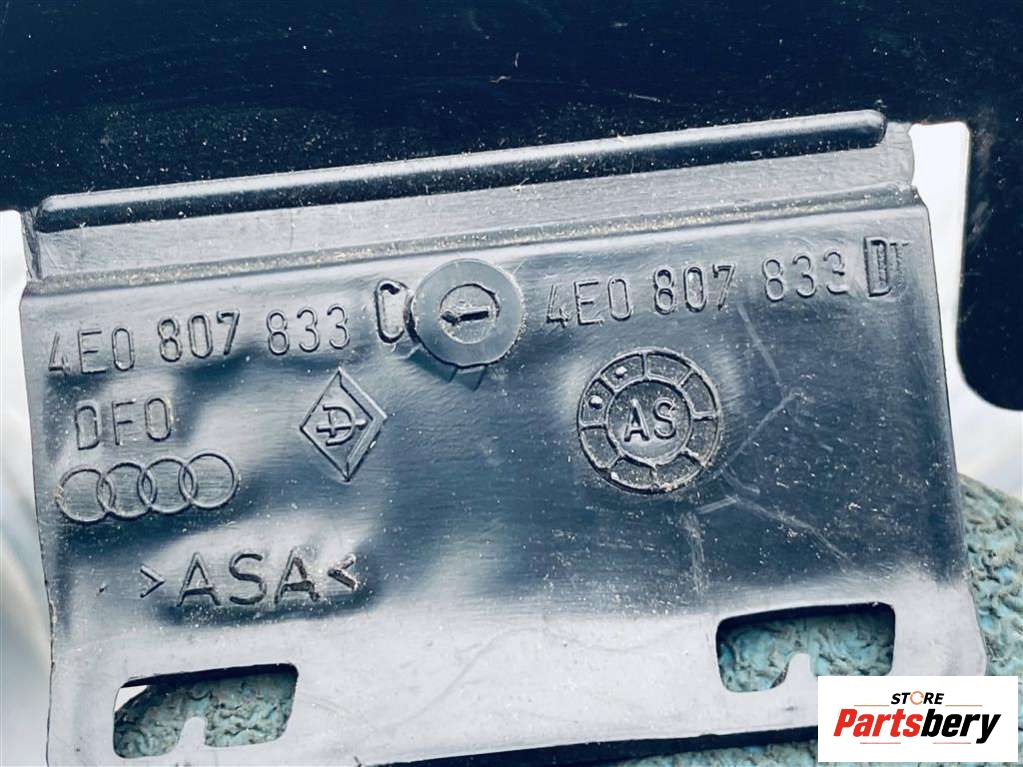 4E0 807 833 C
4E0 807 833 D
DFO
AS
>ASA<
STORE
Partsbery